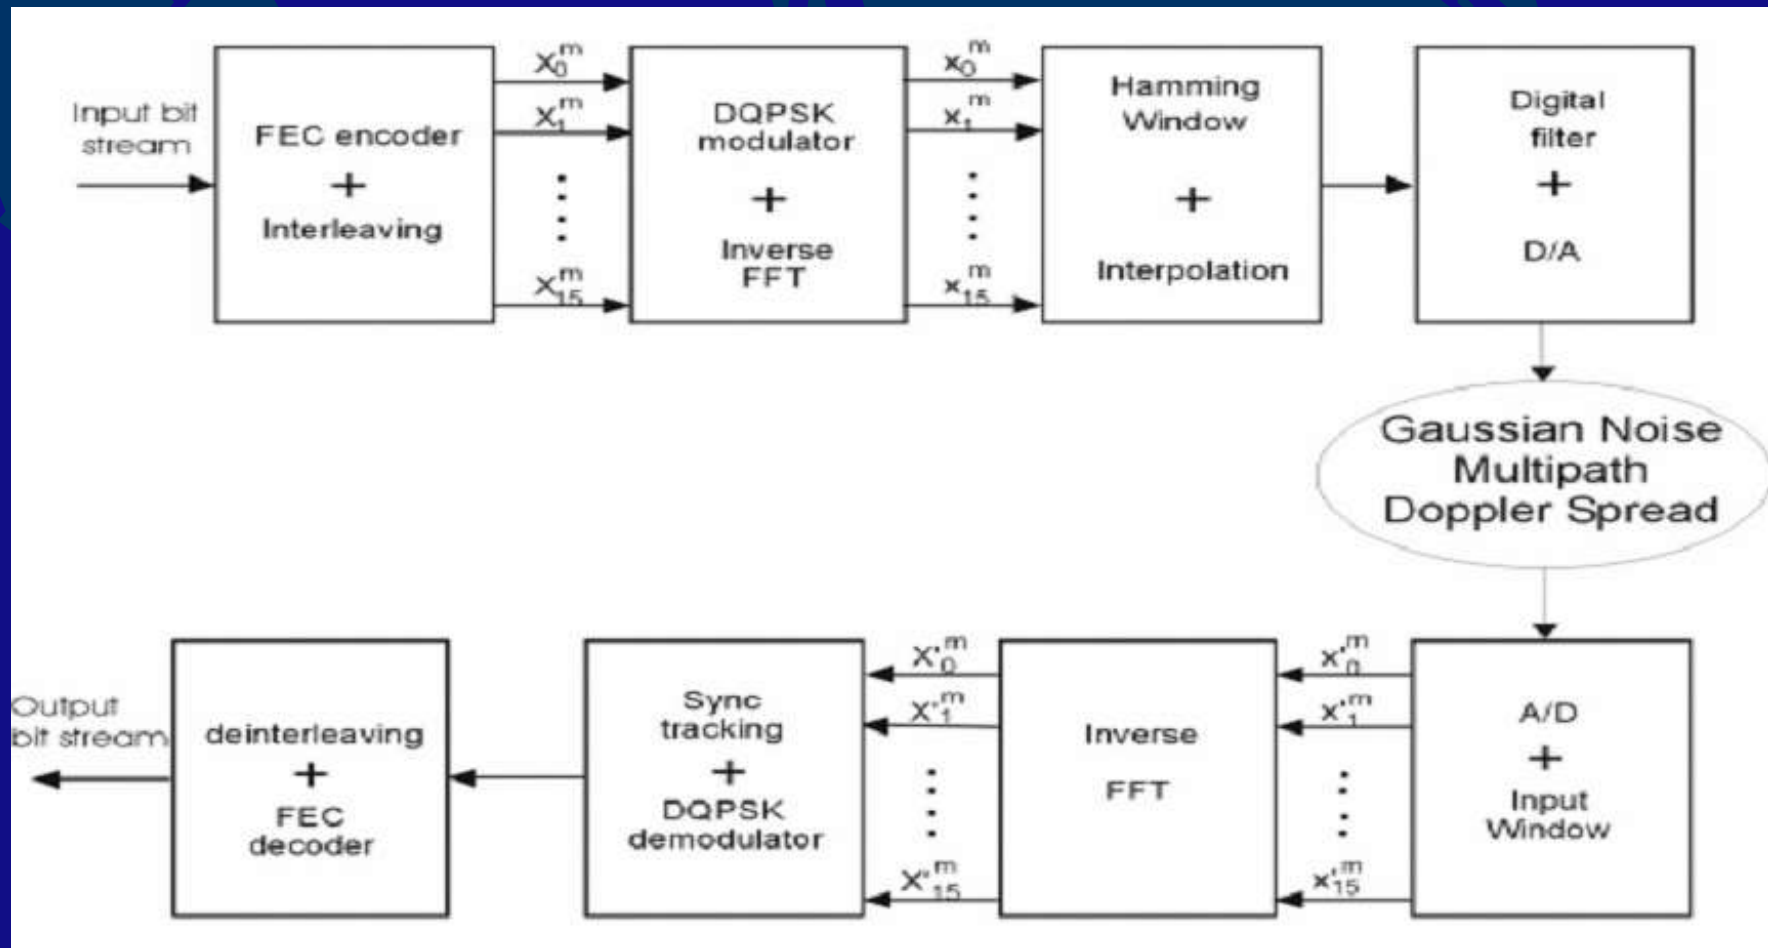 Input bit
stream
FEC encoder
+
Interleaving
X₀ᵐ
X₁ᵐ
X₁₅ᵐ
DQPSK
modulator
+
Inverse
FFT
x₀ᵐ
x₁ᵐ
x₁₅ᵐ
Hamming
Window
+
Interpolation
Digital
filter
+
D/A
Gaussian Noise
Multipath
Doppler Spread
A/D
+
Input
Window
x'₀ᵐ
x'₁ᵐ
x'₁₅ᵐ
Inverse
FFT
X'₀ᵐ
X'₁ᵐ
X'₁₅ᵐ
Sync
tracking
+
DQPSK
demodulator
deinterleaving
+
FEC
decoder
Output
bit stream